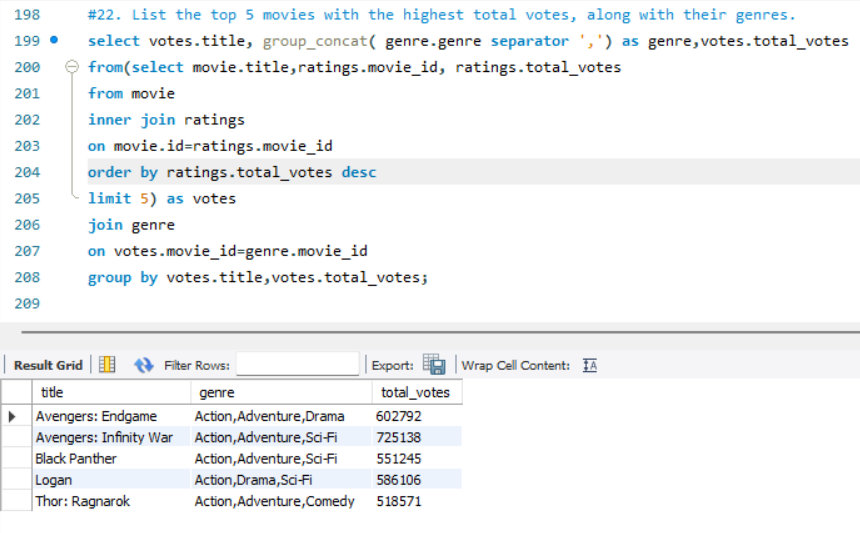 198 #22. List the top 5 movies with the highest total votes, along with their genres.
199 select votes.title, group_concat( genre.genre separator ',') as genre,votes.total_votes
200 from(select movie.title,ratings.movie_id, ratings.total_votes
201 from movie
202 inner join ratings
203 on movie.id=ratings.movie_id
204 order by ratings.total_votes desc
205 limit 5) as votes
206 join genre
207 on votes.movie_id=genre.movie_id
208 group by votes.title,votes.total_votes;
209
Result Grid Filter Rows: Export: Wrap Cell Content: IA
title genre total_votes
Avengers: Endgame Action,Adventure,Drama 602792
Avengers: Infinity War Action,Adventure,Sci-Fi 725138
Black Panther Action,Adventure,Sci-Fi 551245
Logan Action,Drama,Sci-Fi 586106
Thor: Ragnarok Action,Adventure,Comedy 518571